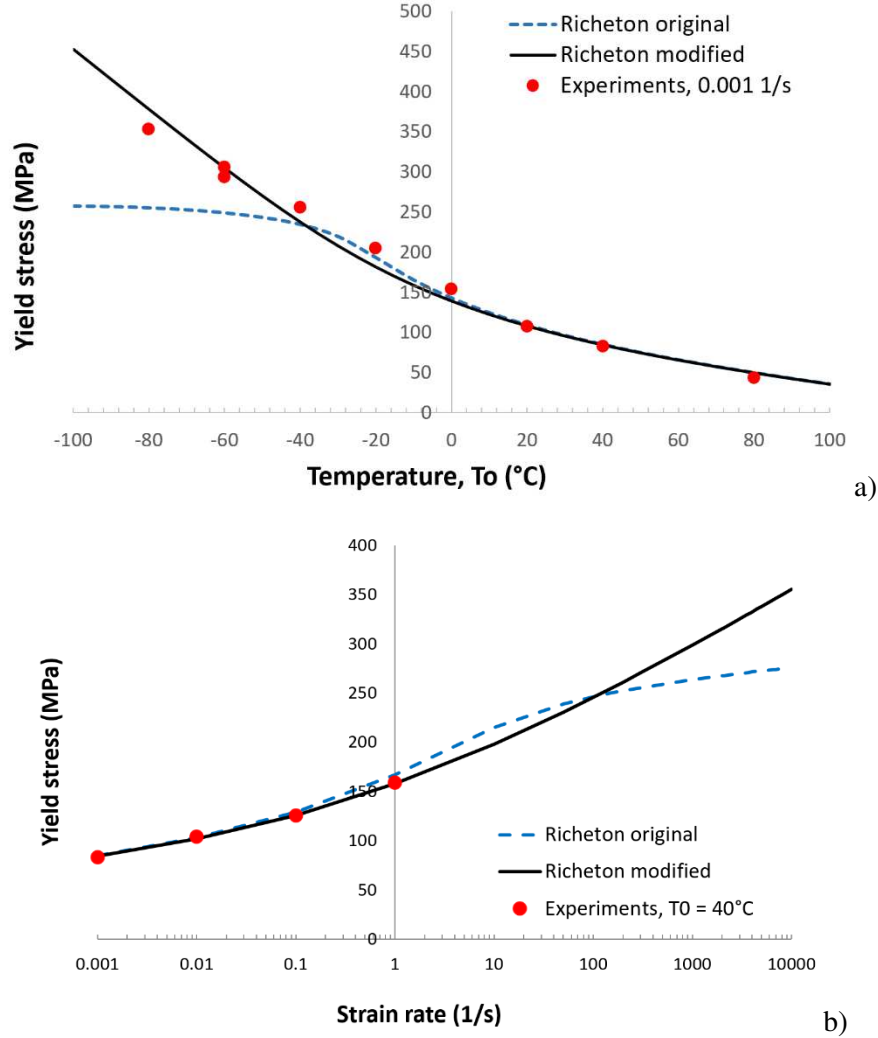 500
450
400
350
300
250
200
150
100
50
0
Richeton original
Richeton modified
Experiments, 0.001 1/s
Yield stress (MPa)
-100 -80 -60 -40 -20 0 20 40 60 80 100
Temperature, To (°C)
a)
400
350
300
250
200
150
100
50
0
Yield stress (MPa)
Richeton original
Richeton modified
Experiments, T0 = 40°C
0.001 0.01 0.1 1 10 100 1000 10000
Strain rate (1/s)
b)